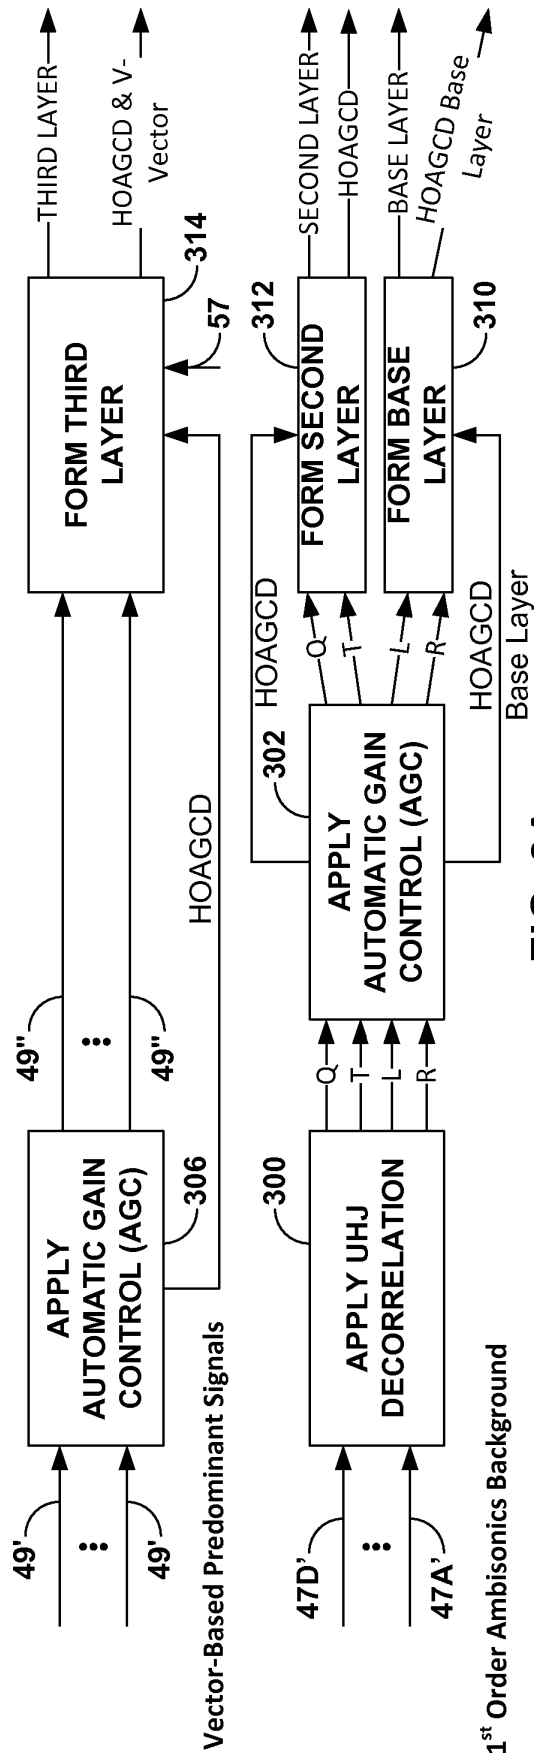 49'
49'
Vector-Based Predominant Signals
APPLY
AUTOMATIC GAIN
CONTROL (AGC)
306
49"
49"
HOAGCD
FORM THIRD
LAYER
314
57
THIRD LAYER
HOAGCD & V-
Vector
47D'
47A'
1st Order Ambisonics Background
APPLY UHJ
DECORRELATION
300
Q
T
L
R
APPLY
AUTOMATIC GAIN
CONTROL (AGC)
302
HOAGCD
Q
T
L
R
HOAGCD
Base Layer
FORM SECOND
LAYER
312
FORM BASE
LAYER
310
SECOND LAYER
HOAGCD
BASE LAYER
HOAGCD Base
Layer